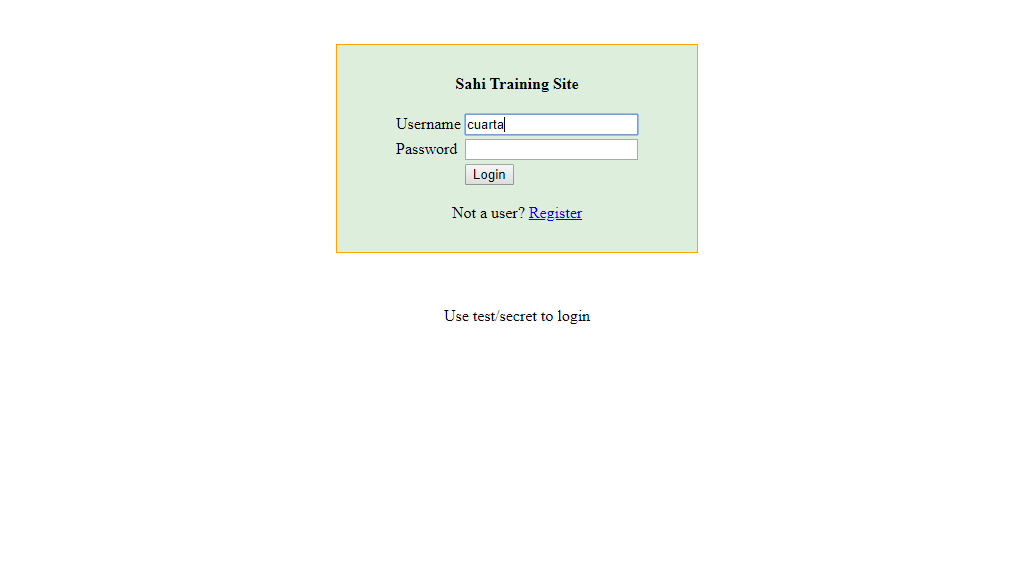 Sahi Training Site
Username cuarta
Password
Login
Not a user? Register
Use test/secret to login